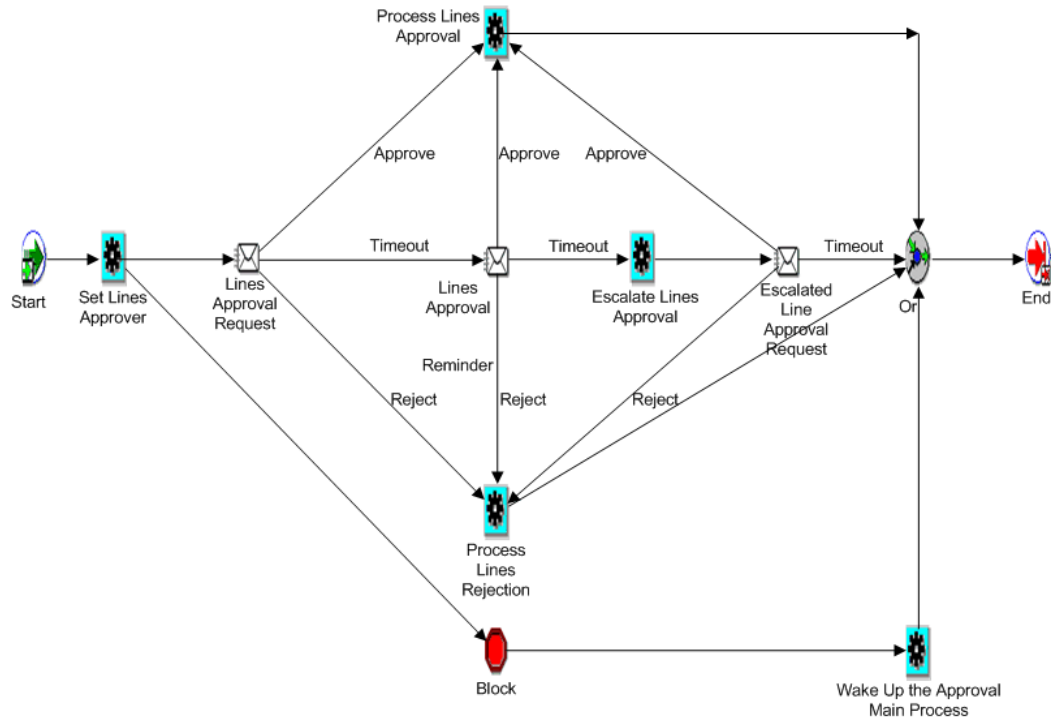 Process Lines
Approval
Approve
Approve
Approve
Timeout
Timeout
Timeout
Start
Set Lines
Approver
Lines
Approval
Request
Lines
Approval
Escalate Lines
Approval
Escalated
Line
Approval
Request
Or
End
Reminder
Reject
Reject
Reject
Process
Lines
Rejection
Block
Wake Up the Approval
Main Process